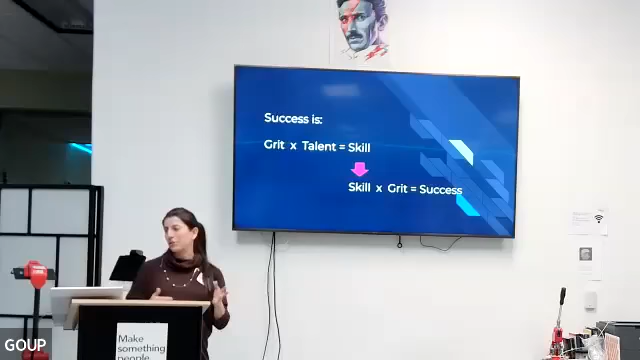 Success is:
Grit x Talent = Skill
Skill x Grit = Success
Make
something
people
GOUP